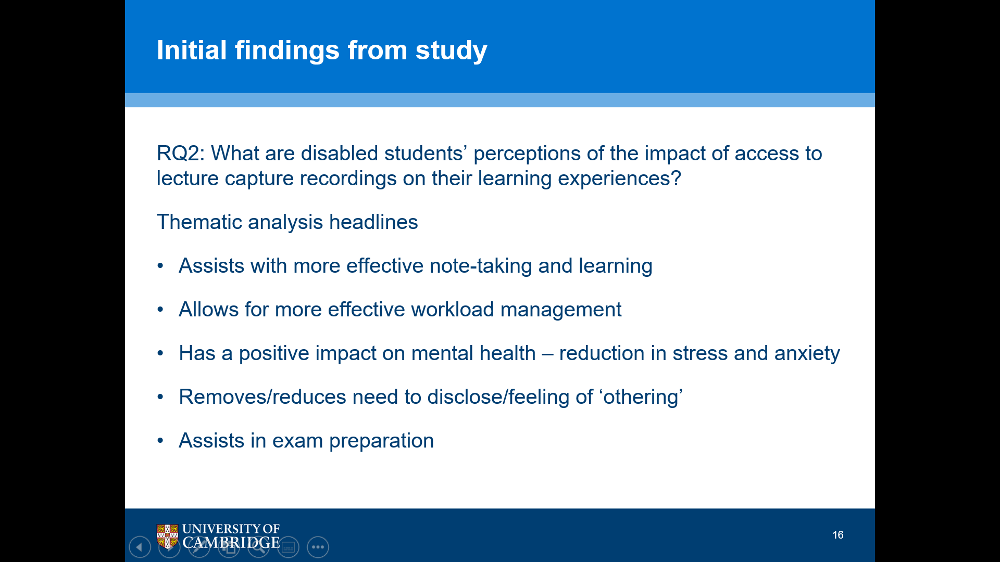 Initial findings from study
RQ2: What are disabled students’ perceptions of the impact of access to
lecture capture recordings on their learning experiences?
Thematic analysis headlines
• Assists with more effective note-taking and learning
• Allows for more effective workload management
• Has a positive impact on mental health – reduction in stress and anxiety
• Removes/reduces need to disclose/feeling of ‘othering’
• Assists in exam preparation
UNIVERSITY OF
CAMBRIDGE
16